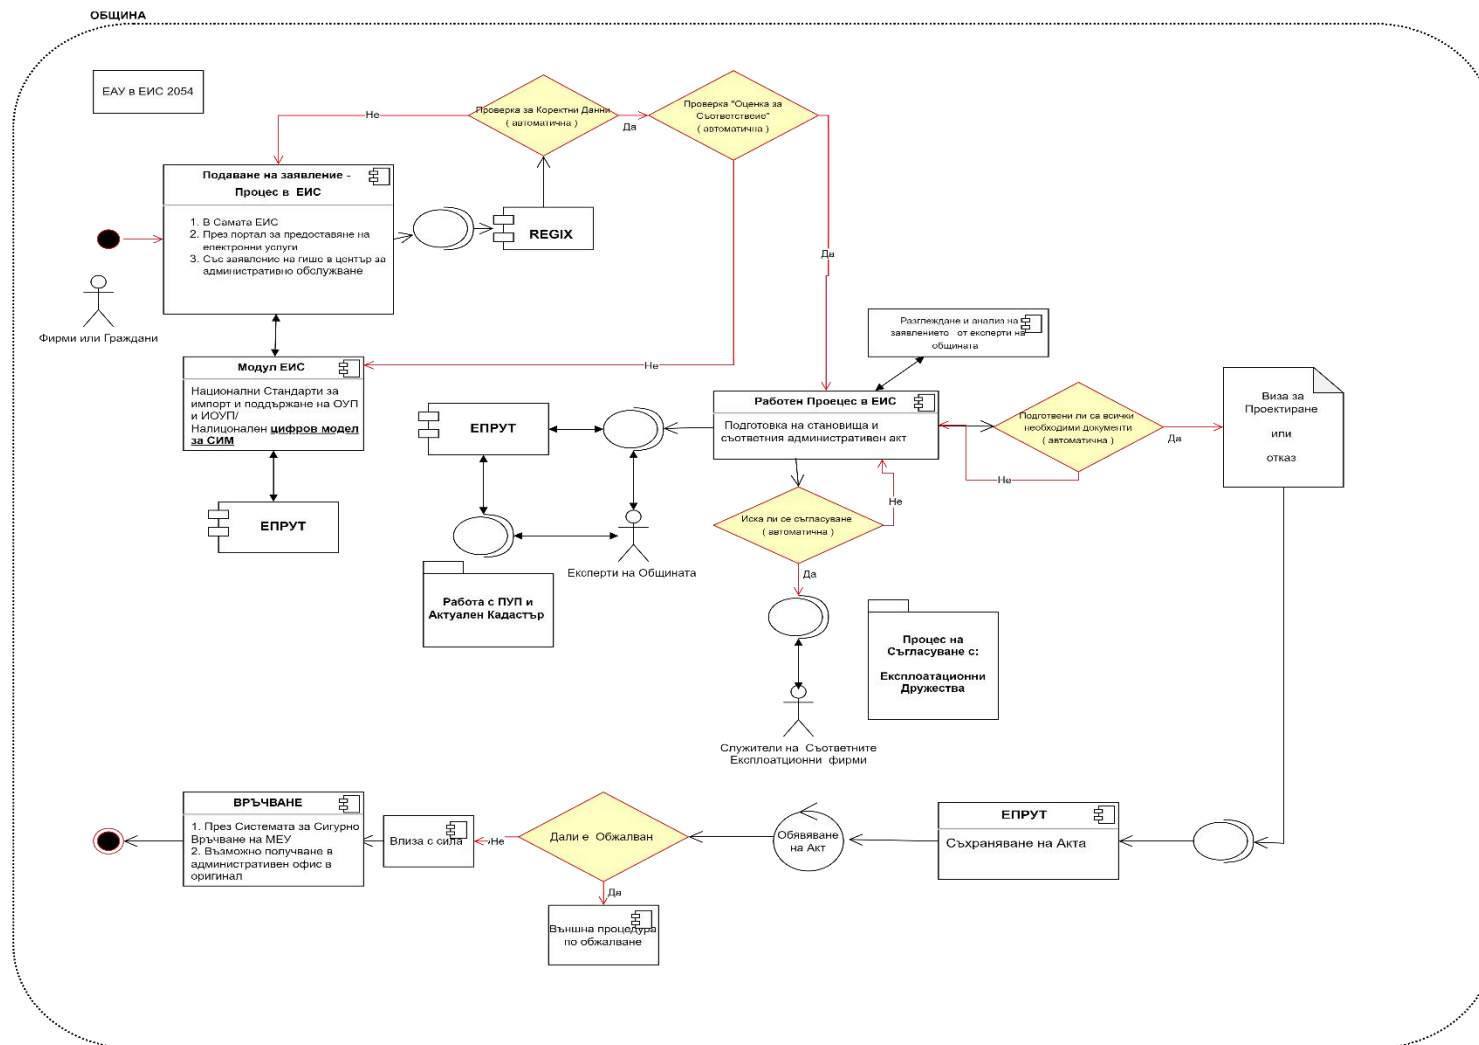 ОБЩИНА
ЕАУ в ЕИС 2054
Проверка за Коректни Данни
( автоматична )
Не
Да
Проверка "Оценка за
Съответствие"
( автоматична )
Подаване на заявление -
Процес в ЕИС
1. В Самата ЕИС
2. През портал за предоставяне на
електронни услуги
3. Със заявление на гише в център за
административно обслужване
REGIX
Да
Фирми или Граждани
Разглеждане и анализ на
заявлението от експерти на
общината
Не
Модул ЕИС
Национални Стандарти за
импорт и поддържане на ОУП
и ИОУП/
Налиционален цифров модел
за СИМ
ЕПРУТ
Работен Проецес в ЕИС
Подготовка на становища и
съответния административен акт
Подготвени ли са всички
необходими документи
( автоматична )
Да
Не
Виза за
Проектиране
или
отказ
ЕПРУТ
Иска ли се съгласуване
( автоматична )
Не
Да
Експерти на Общината
Работа с ПУП и
Актуален Кадастър
Процес на
Съгласуване с:
Експлоатационни
Дружества
Служители на Съответните
Експлоатционни фирми
ВРЪЧВАНЕ
1. През Системата за Сигурно
Връчване на МЕУ
2. Възможно получване в
административен офис в
оригинал
Влиза с сила
Не
Дали е Обжалван
Да
Външна процедура
по обжалване
Обявяване
на Акт
ЕПРУТ
Съхраняване на Акта